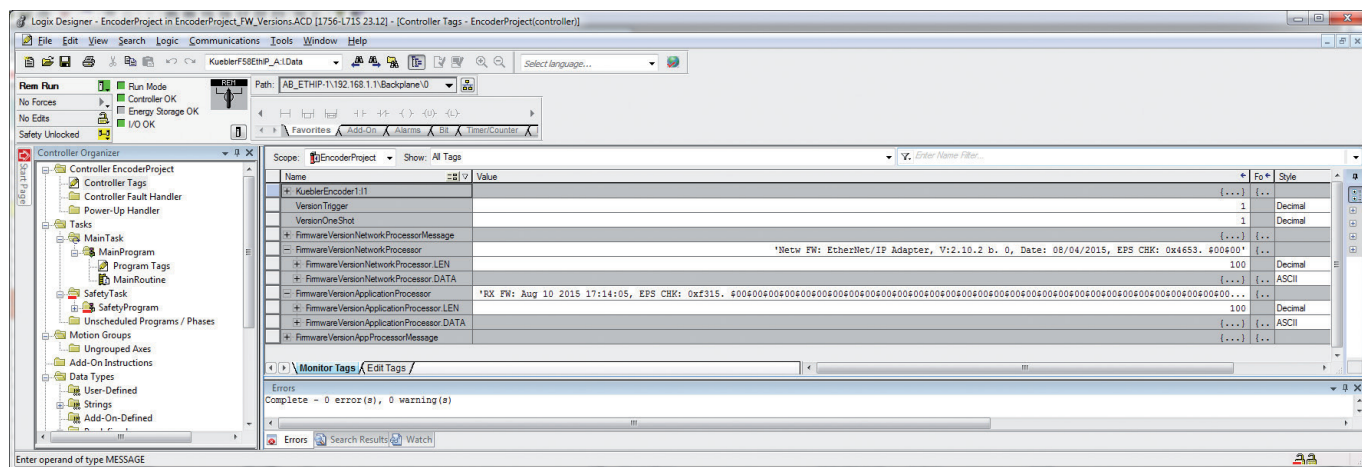 Logix Designer - EncoderProject in EncoderProject_FW_Versions.ACD [1756-L71S 23.12] - [Controller Tags - EncoderProject(controller)]
File Edit View Search Logic Communications Tools Window Help
KueblerF58EthIP_A:I.Data
Select language...
Rem Run
Run Mode
REM
Path: AB_ETHIP-1\192.168.1.1\Backplane\0
No Forces
Controller OK
Energy Storage OK
No Edits
I/O OK
Safety Unlocked
Favorites Add-On Alarms Bit Timer/Counter
Start Page
Controller Organizer
Controller EncoderProject
Controller Tags
Controller Fault Handler
Power-Up Handler
Tasks
MainTask
MainProgram
Program Tags
MainRoutine
SafetyTask
SafetyProgram
Unscheduled Programs / Phases
Motion Groups
Ungrouped Axes
Add-On Instructions
Data Types
User-Defined
Strings
Add-On-Defined
Scope: EncoderProject Show: All Tags
Enter Name Filter...
Name Value Fo Style
KueblerEncoder1:I1 {...} {..
VersionTrigger 1 Decimal
VersionOneShot 1 Decimal
FirmwareVersionNetworkProcessorMessage {...} {..
FirmwareVersionNetworkProcessor 'Netw FW: EtherNet/IP Adapter, V:2.10.2 b. 0, Date: 08/04/2015, EPS CHK: 0x4653. $00$00' {..
FirmwareVersionNetworkProcessor.LEN 100 Decimal
FirmwareVersionNetworkProcessor.DATA {...} {.. ASCII
FirmwareVersionApplicationProcessor 'RX FW: Aug 10 2015 17:14:05, EPS CHK: 0xf315. $00$00$00$00$00$00$00$00$00$00$00$00$00$00$00$00$00$00$00$00$00$00$00$00$00... {..
FirmwareVersionApplicationProcessor.LEN 100 Decimal
FirmwareVersionApplicationProcessor.DATA {...} {.. ASCII
FirmwareVersionAppProcessorMessage {...} {..
Monitor Tags Edit Tags
Errors
Complete - 0 error(s), 0 warning(s)
Errors Search Results Watch
Enter operand of type MESSAGE